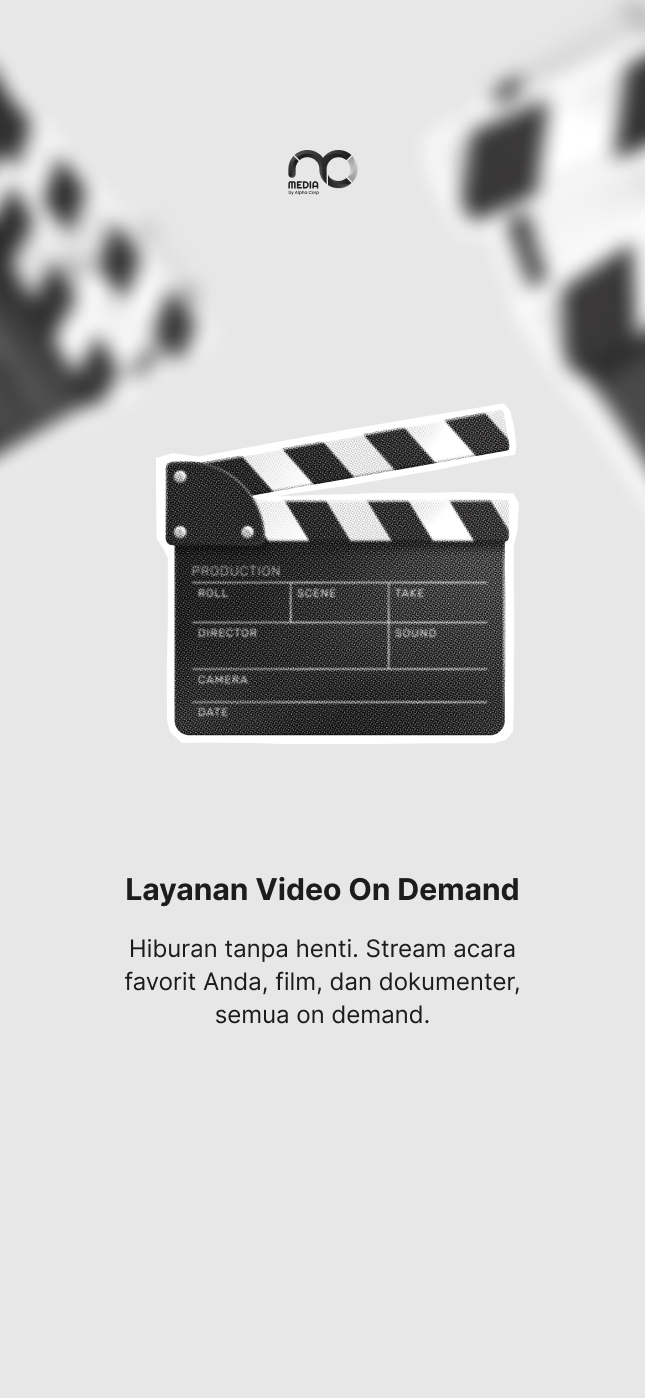 MEDIA
by Alpha Corp
PRODUCTION
ROLL SCENE TAKE
DIRECTOR SOUND
CAMERA
DATE
Layanan Video On Demand
Hiburan tanpa henti. Stream acara
favorit Anda, film, dan dokumenter,
semua on demand.